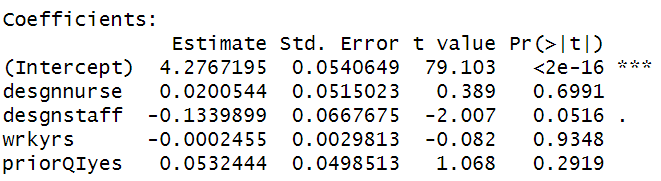 Coefficients:
Estimate Std. Error t value Pr(>|t|)
(Intercept) 4.2767195 0.0540649 79.103 <2e-16 ***
desgnnurse 0.0200544 0.0515023 0.389 0.6991
desgnstaff -0.1339899 0.0667675 -2.007 0.0516 .
wrkyrs -0.0002455 0.0029813 -0.082 0.9348
priorQIyes 0.0532444 0.0498513 1.068 0.2919